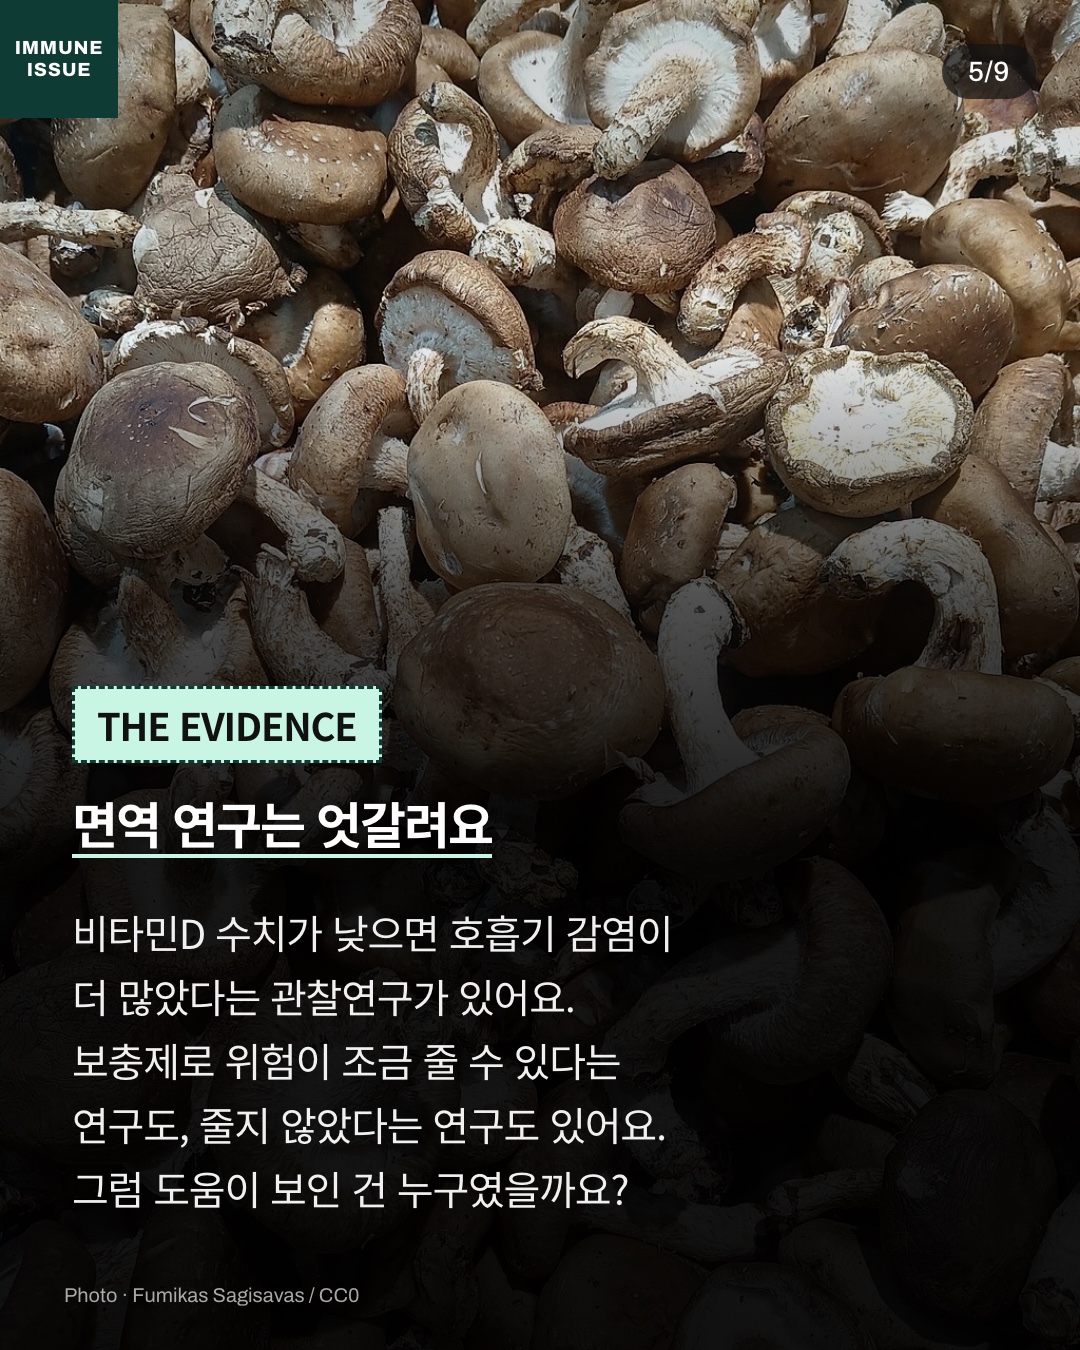 IMMUNE
ISSUE
5/9
THE EVIDENCE
면역 연구는 엇갈려요
비타민D 수치가 낮으면 호흡기 감염이
더 많았다는 관찰연구가 있어요.
보충제로 위험이 조금 줄 수 있다는
연구도, 줄지 않았다는 연구도 있어요.
그럼 도움이 보인 건 누구였을까요?
Photo · Fumikas Sagisavas / CC0